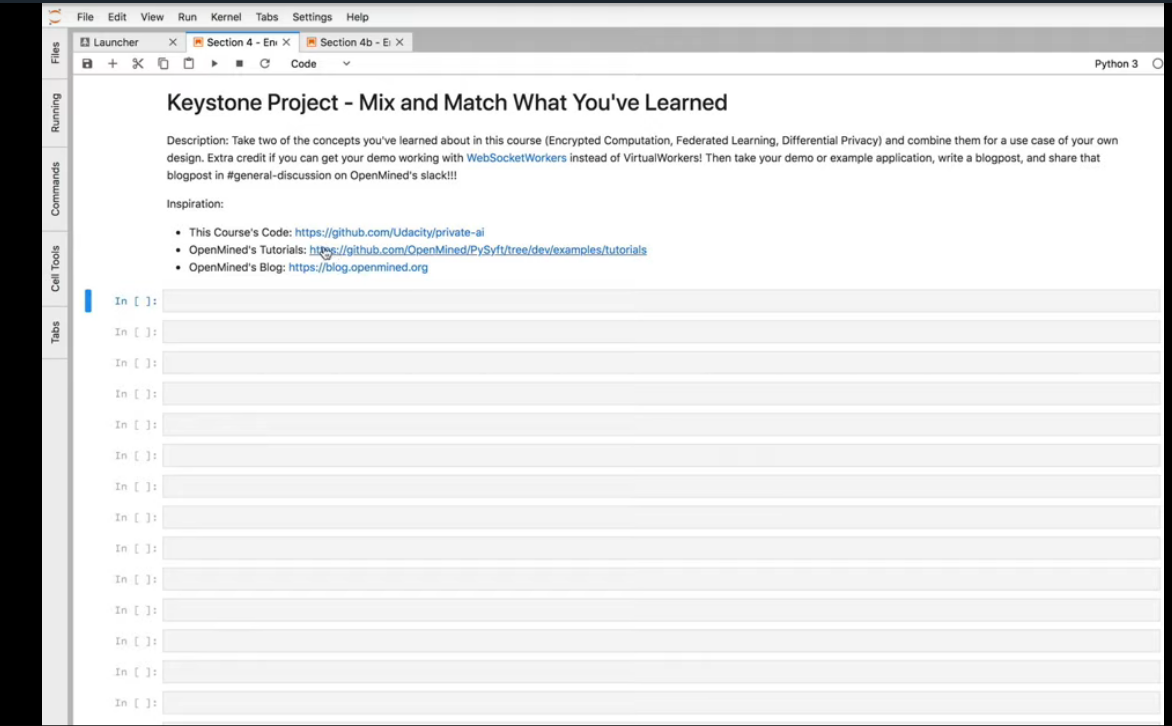 File Edit View Run Kernel Tabs Settings Help
Launcher Section 4 - En Section 4b - E
Code Python 3
Files
Running
Commands
Cell Tools
Tabs
Keystone Project - Mix and Match What You've Learned
Description: Take two of the concepts you've learned about in this course (Encrypted Computation, Federated Learning, Differential Privacy) and combine them for a use case of your own
design. Extra credit if you can get your demo working with WebSocketWorkers instead of VirtualWorkers! Then take your demo or example application, write a blogpost, and share that
blogpost in #general-discussion on OpenMined's slack!!!
Inspiration:
• This Course's Code: https://github.com/Udacity/private-ai
• OpenMined's Tutorials: https://github.com/OpenMined/PySyft/tree/dev/examples/tutorials
• OpenMined's Blog: https://blog.openmined.org
In [ ]:
In [ ]:
In [ ]:
In [ ]:
In [ ]:
In [ ]:
In [ ]:
In [ ]:
In [ ]:
In [ ]:
In [ ]:
In [ ]:
In [ ]:
In [ ]: